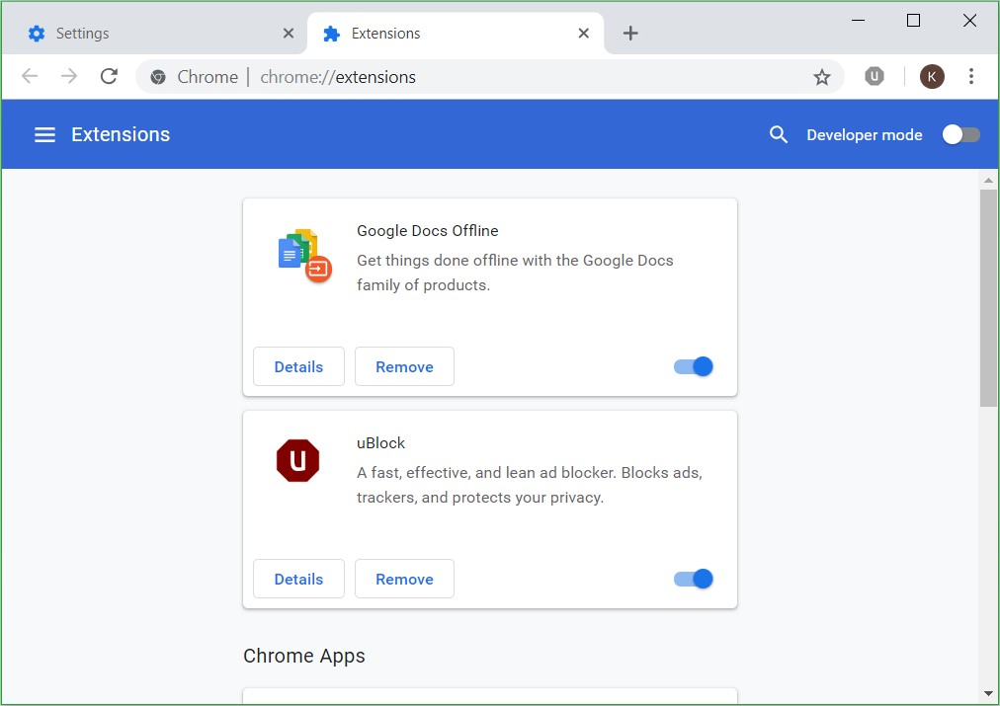 Settings
Extensions
Chrome | chrome://extensions
u
K
Extensions
Developer mode
Google Docs Offline
Get things done offline with the Google Docs
family of products.
Details
Remove
u
uBlock
A fast, effective, and lean ad blocker. Blocks ads,
trackers, and protects your privacy.
Details
Remove
Chrome Apps